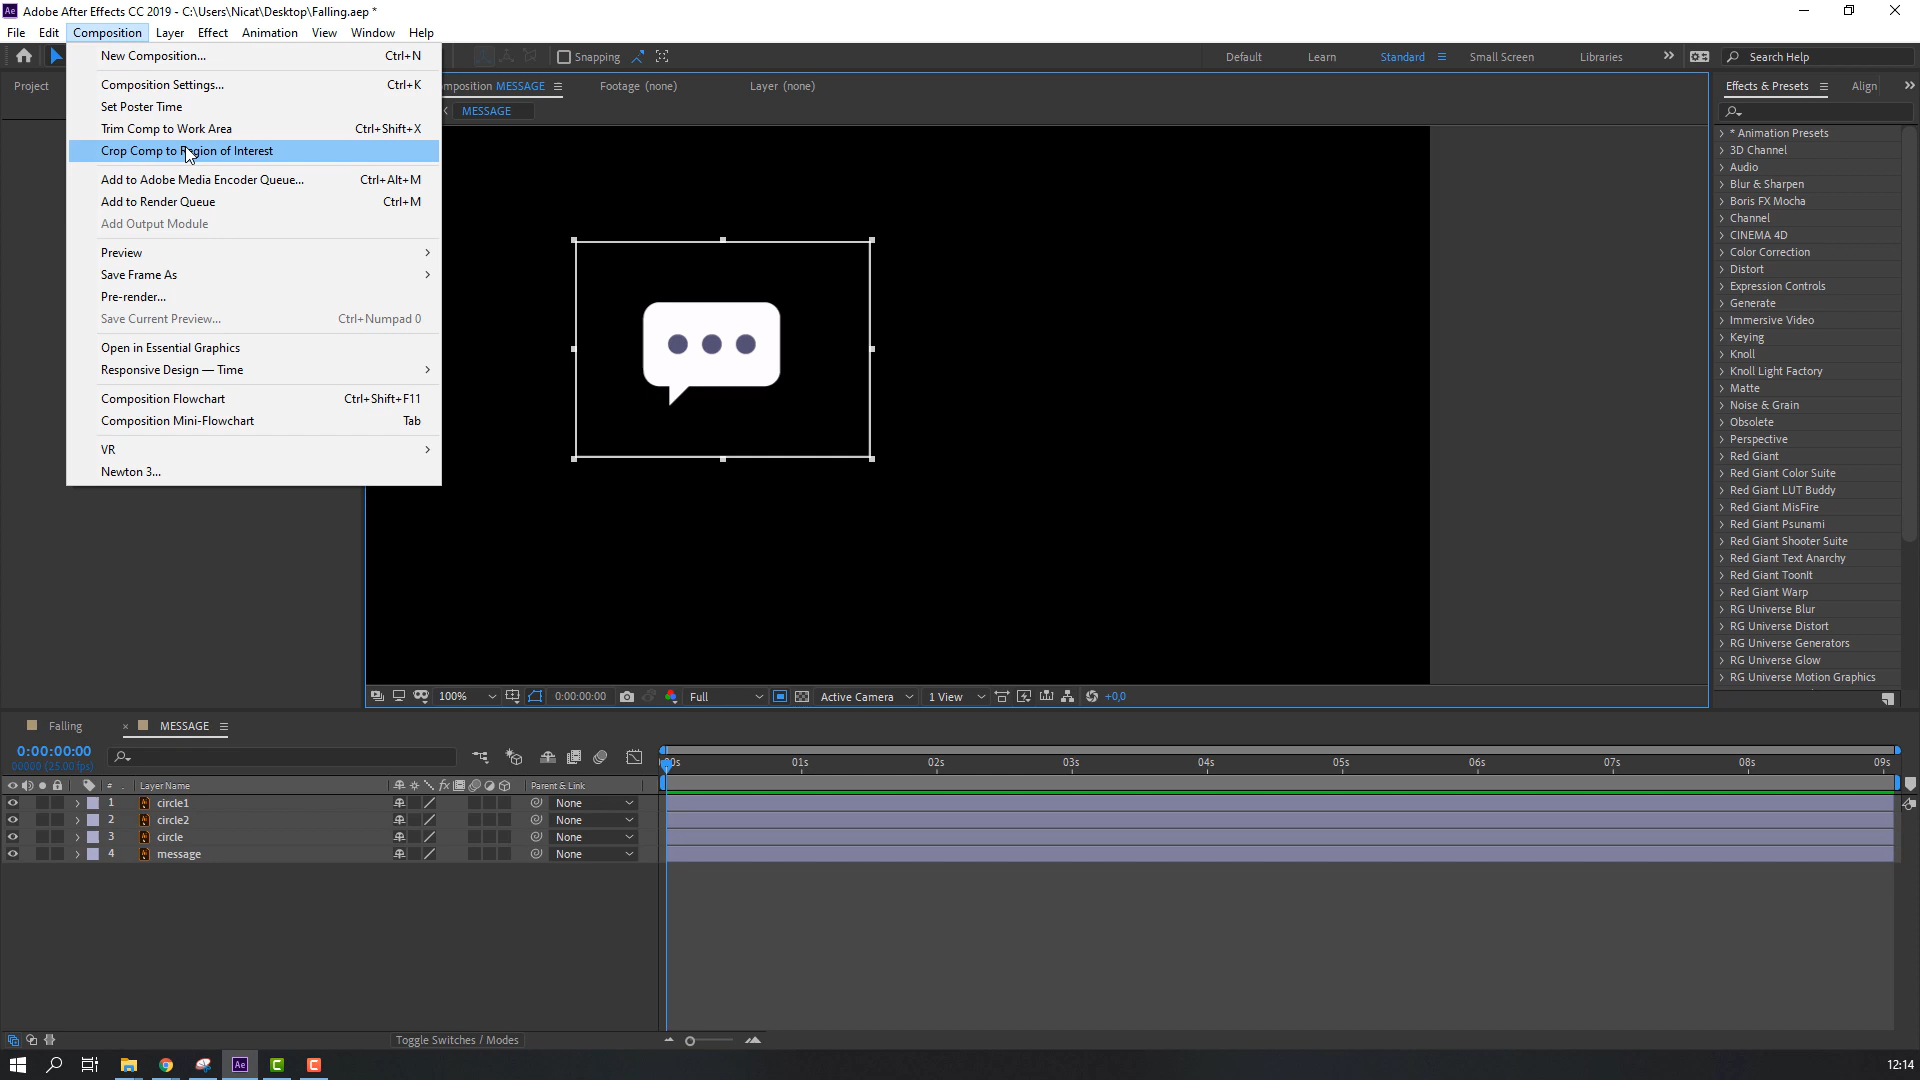 Ae Adobe After Effects CC 2019 - C:\Users\Nicat\Desktop\Falling.aep *
File Edit Composition Layer Effect Animation View Window Help
Snapping
Default Learn Standard Small Screen Libraries » Search Help
New Composition... Ctrl+N
Composition Settings... Ctrl+K
Set Poster Time
Trim Comp to Work Area Ctrl+Shift+X
Crop Comp to Region of Interest
Add to Adobe Media Encoder Queue... Ctrl+Alt+M
Add to Render Queue Ctrl+M
Add Output Module
Preview
Save Frame As
Pre-render...
Save Current Preview... Ctrl+Numpad 0
Open in Essential Graphics
Responsive Design — Time
Composition Flowchart Ctrl+Shift+F11
Composition Mini-Flowchart Tab
VR
Newton 3...
Project
mposition MESSAGE
Footage (none)
Layer (none)
MESSAGE
Effects & Presets
Align
»
* Animation Presets
3D Channel
Audio
Blur & Sharpen
Boris FX Mocha
Channel
CINEMA 4D
Color Correction
Distort
Expression Controls
Generate
Immersive Video
Keying
Knoll
Knoll Light Factory
Matte
Noise & Grain
Obsolete
Perspective
Red Giant
Red Giant Color Suite
Red Giant LUT Buddy
Red Giant MisFire
Red Giant Psunami
Red Giant Shooter Suite
Red Giant Text Anarchy
Red Giant ToonIt
Red Giant Warp
RG Universe Blur
RG Universe Distort
RG Universe Generators
RG Universe Glow
RG Universe Motion Graphics
100% 0:00:00:00 Full Active Camera 1 View +0,0
Falling × MESSAGE
0:00:00:00
00000 (25.00 fps)
# Layer Name fx Parent & Link
1 circle1 None
2 circle2 None
3 circle None
4 message None
00s 01s 02s 03s 04s 05s 06s 07s 08s 09s
Toggle Switches / Modes
Ae C C 12:14